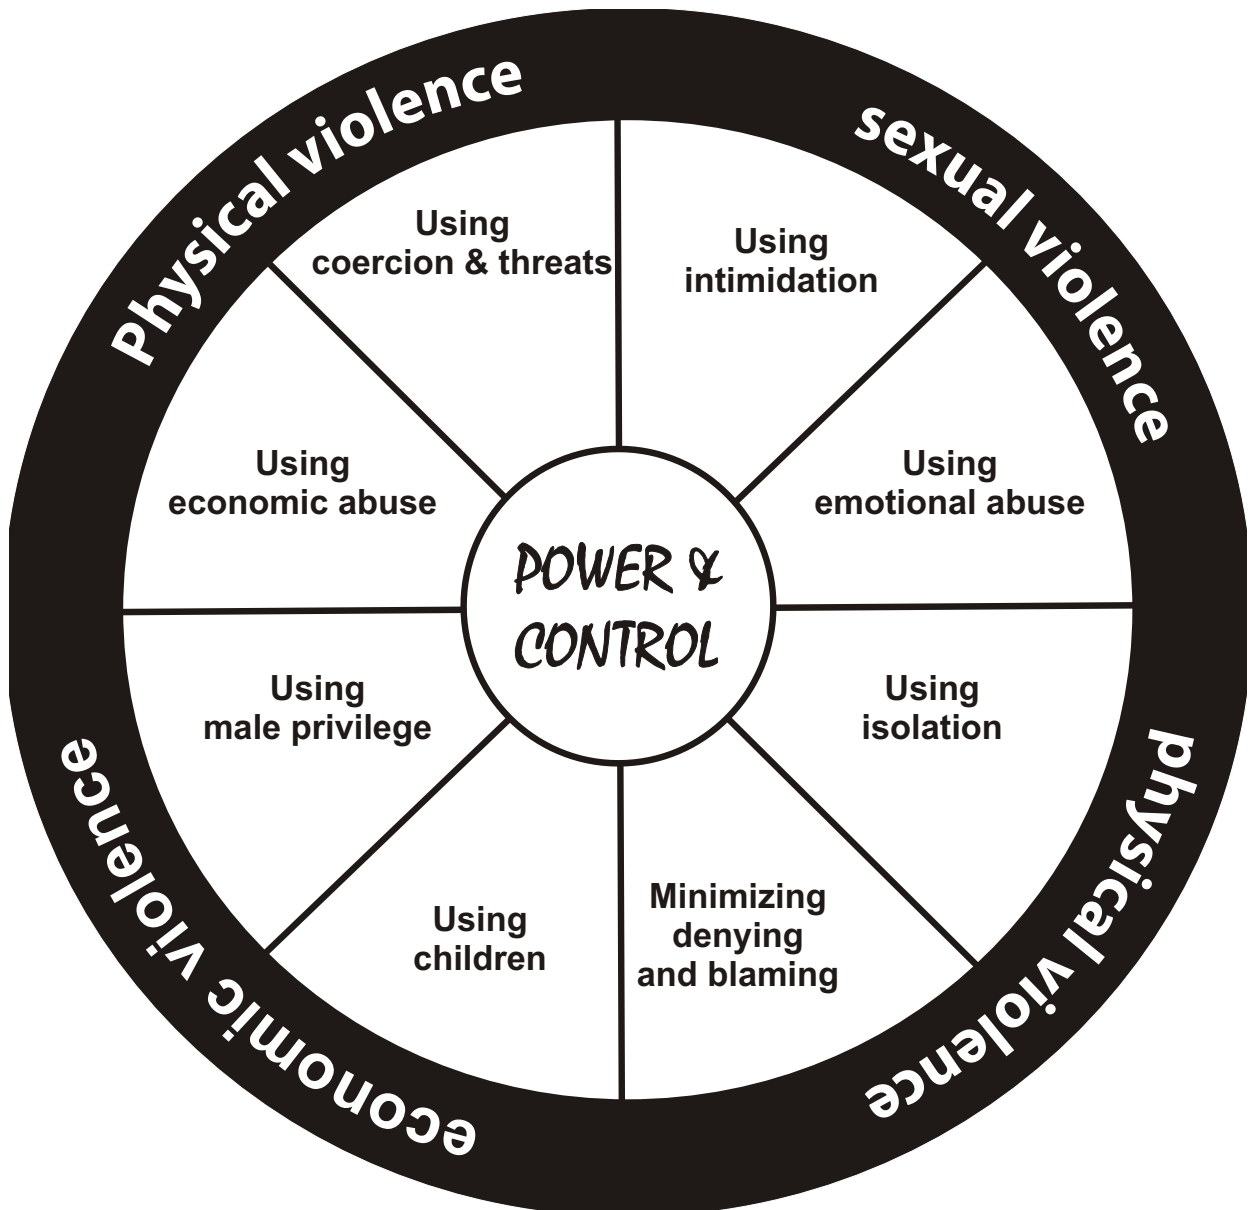 Physical violence
sexual violence
Using
coercion & threats
Using
intimidation
Using
economic abuse
Using
emotional abuse
POWER &
CONTROL
Using
male privilege
Using
isolation
Using
children
Minimizing
denying
and blaming
economic violence
physical violence